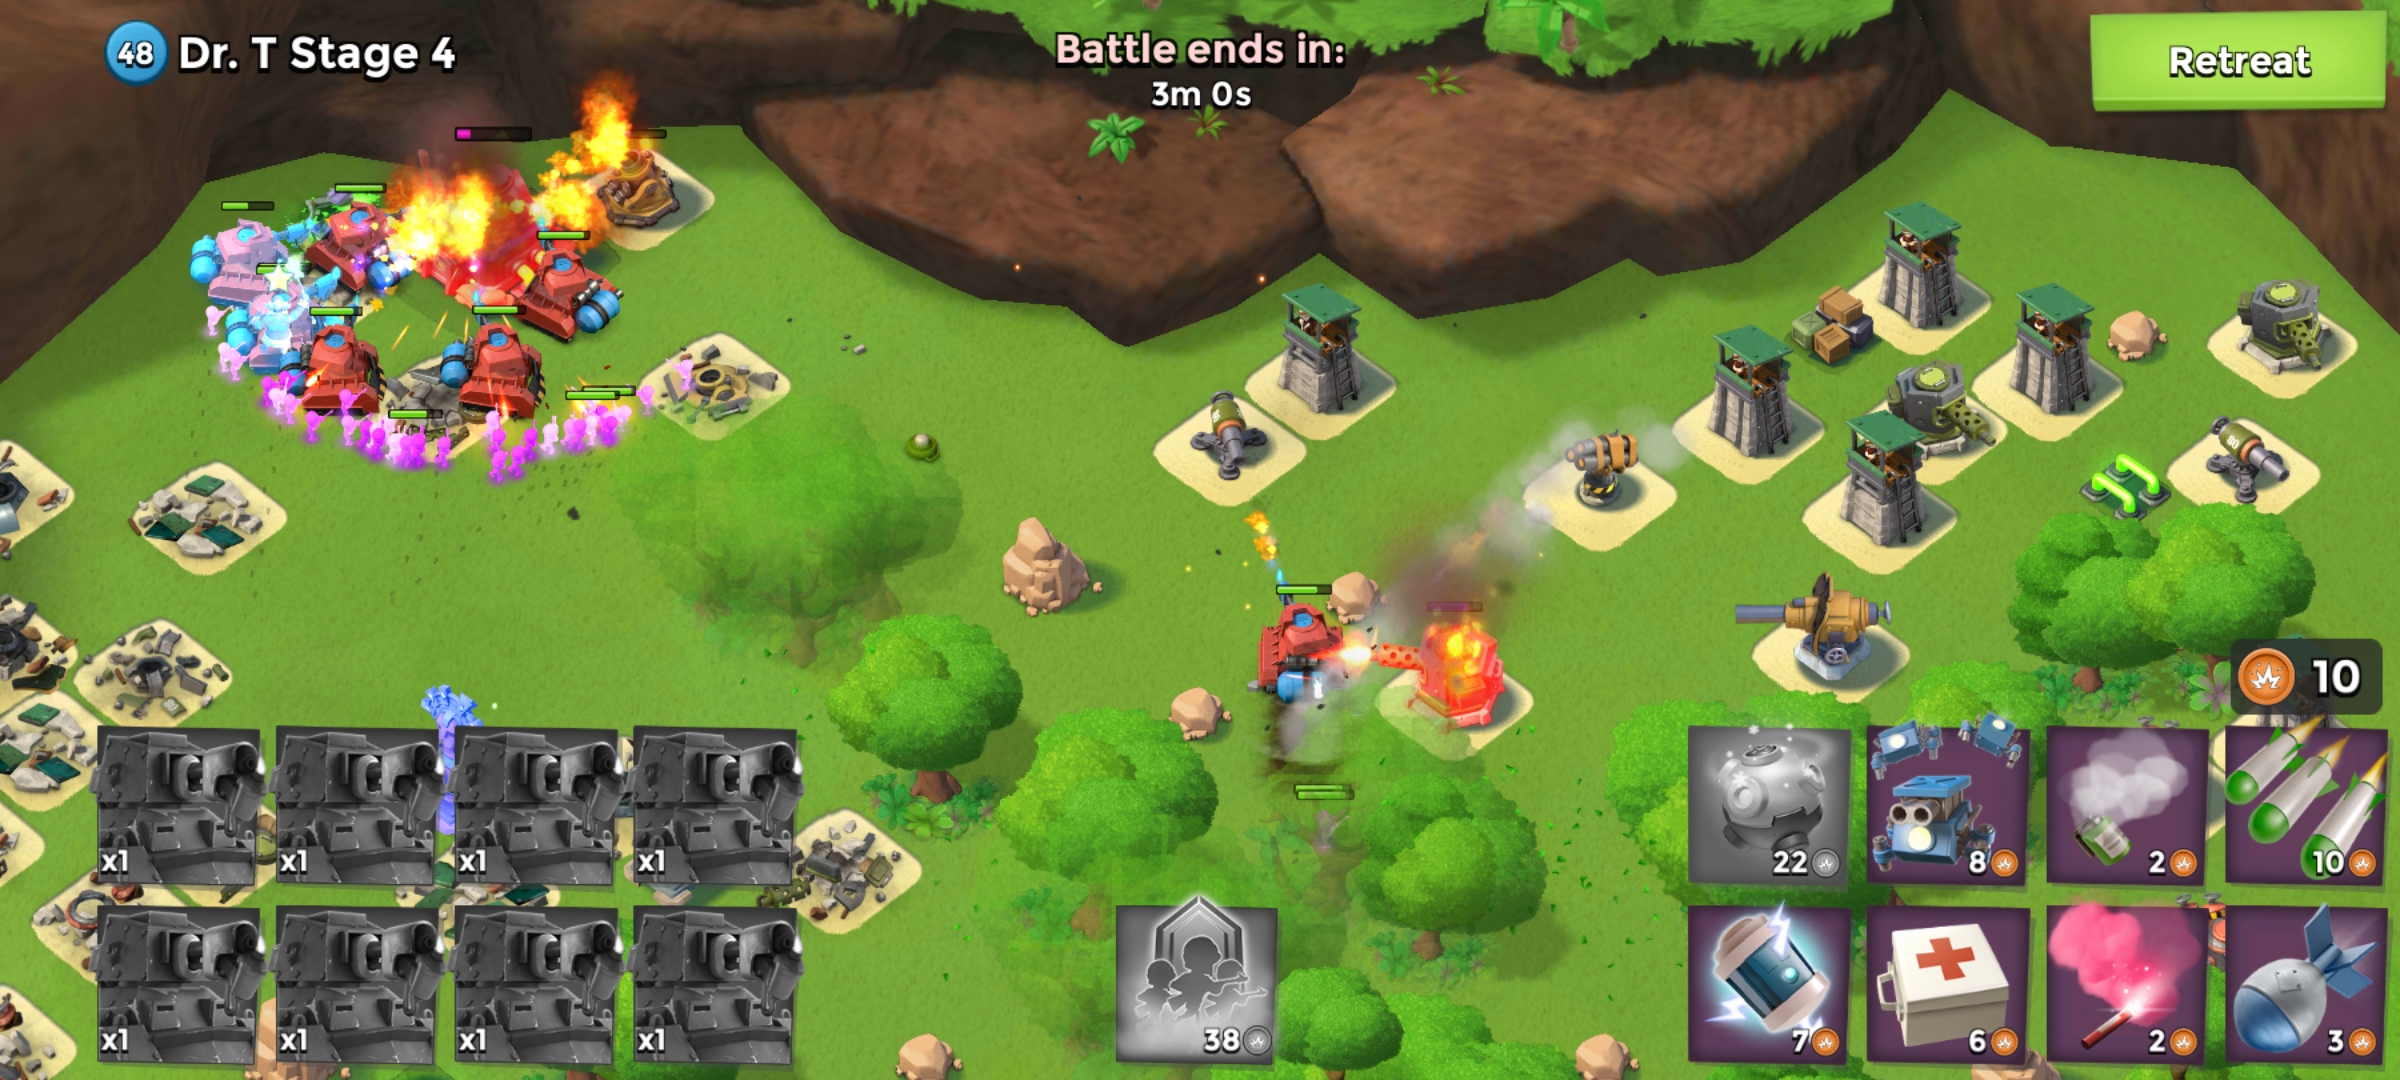 48 Dr. T Stage 4
Battle ends in:
3m 0s
Retreat
10
x1 x1 x1 x1
22 8 2 10
x1 x1 x1 x1
38
7 6 2 3